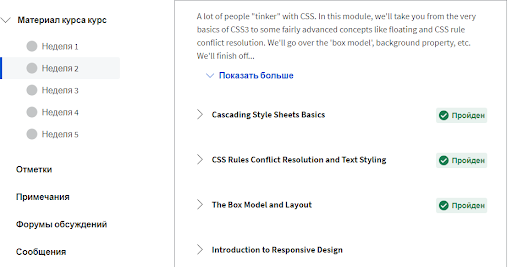 Материал курса курс
Неделя 1
Неделя 2
Неделя 3
Неделя 4
Неделя 5
Отметки
Примечания
Форумы обсуждений
Сообщения
A lot of people "tinker" with CSS. In this module, we'll take you from the very
basics of CSS3 to some fairly advanced concepts like floating and CSS rule
conflict resolution. We'll go over the 'box model', background property, etc.
We'll finish off...
Показать больше
Cascading Style Sheets Basics
Пройден
CSS Rules Conflict Resolution and Text Styling
Пройден
The Box Model and Layout
Пройден
Introduction to Responsive Design